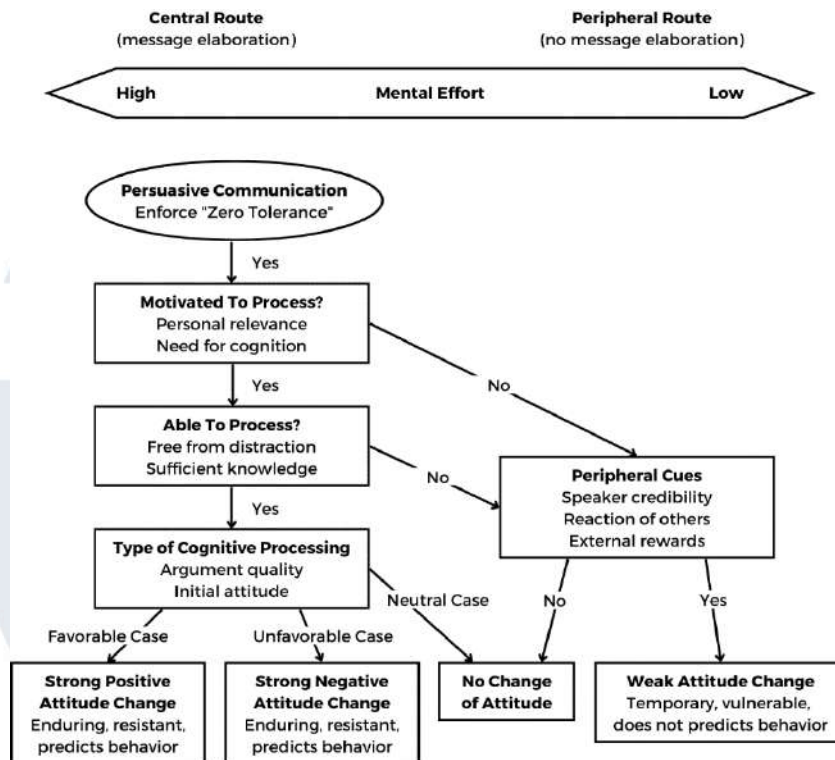 Central Route
(message elaboration)
Peripheral Route
(no message elaboration)
High
Mental Effort
Low
Persuasive Communication
Enforce "Zero Tolerance"
Yes
Motivated To Process?
Personal relevance
Need for cognition
No
Yes
Able To Process?
Free from distraction
Sufficient knowledge
No
Peripheral Cues
Speaker credibility
Reaction of others
External rewards
Yes
Type of Cognitive Processing
Argument quality
Initial attitude
Neutral Case
No
Yes
Favorable Case
Unfavorable Case
Strong Positive
Attitude Change
Enduring, resistant,
predicts behavior
Strong Negative
Attitude Change
Enduring, resistant,
predicts behavior
No Change
of Attitude
Weak Attitude Change
Temporary, vulnerable,
does not predicts behavior